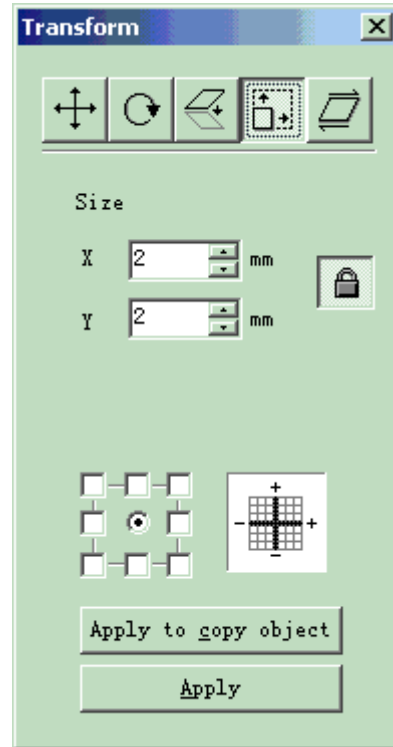 Transform
Size
X 2 mm
Y 2 mm
+
- +
-
Apply to copy object
Apply